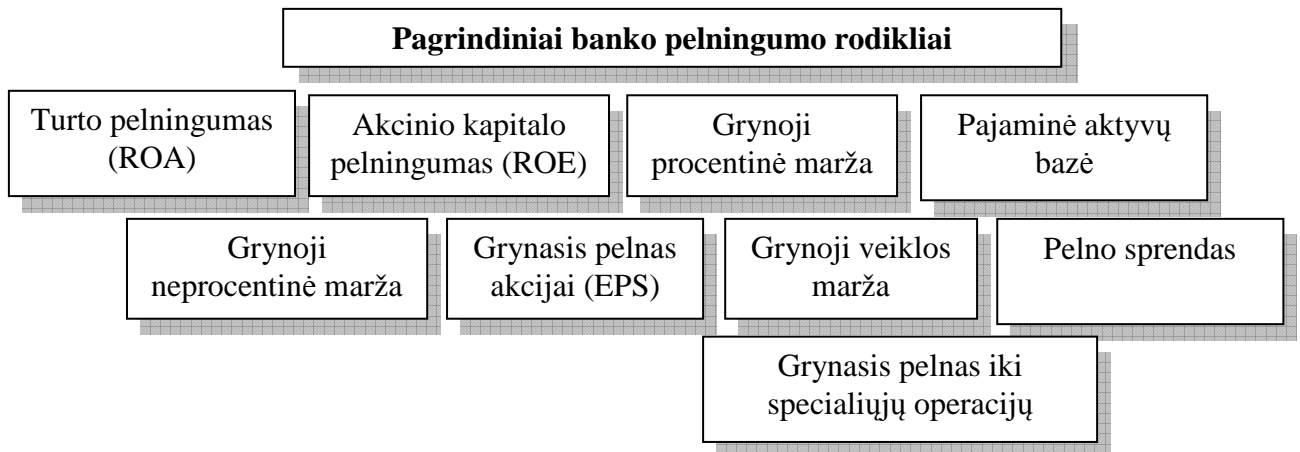 Pagrindiniai banko pelningumo rodikliai
Turto pelningumas
(ROA)
Akcinio kapitalo
pelningumas (ROE)
Grynoji
procentinė marža
Pajaminė aktyvų
bazė
Grynoji
neprocentinė marža
Grynasis pelnas
akcijai (EPS)
Grynoji veiklos
marža
Pelno sprendas
Grynasis pelnas iki
specialiųjų operacijų